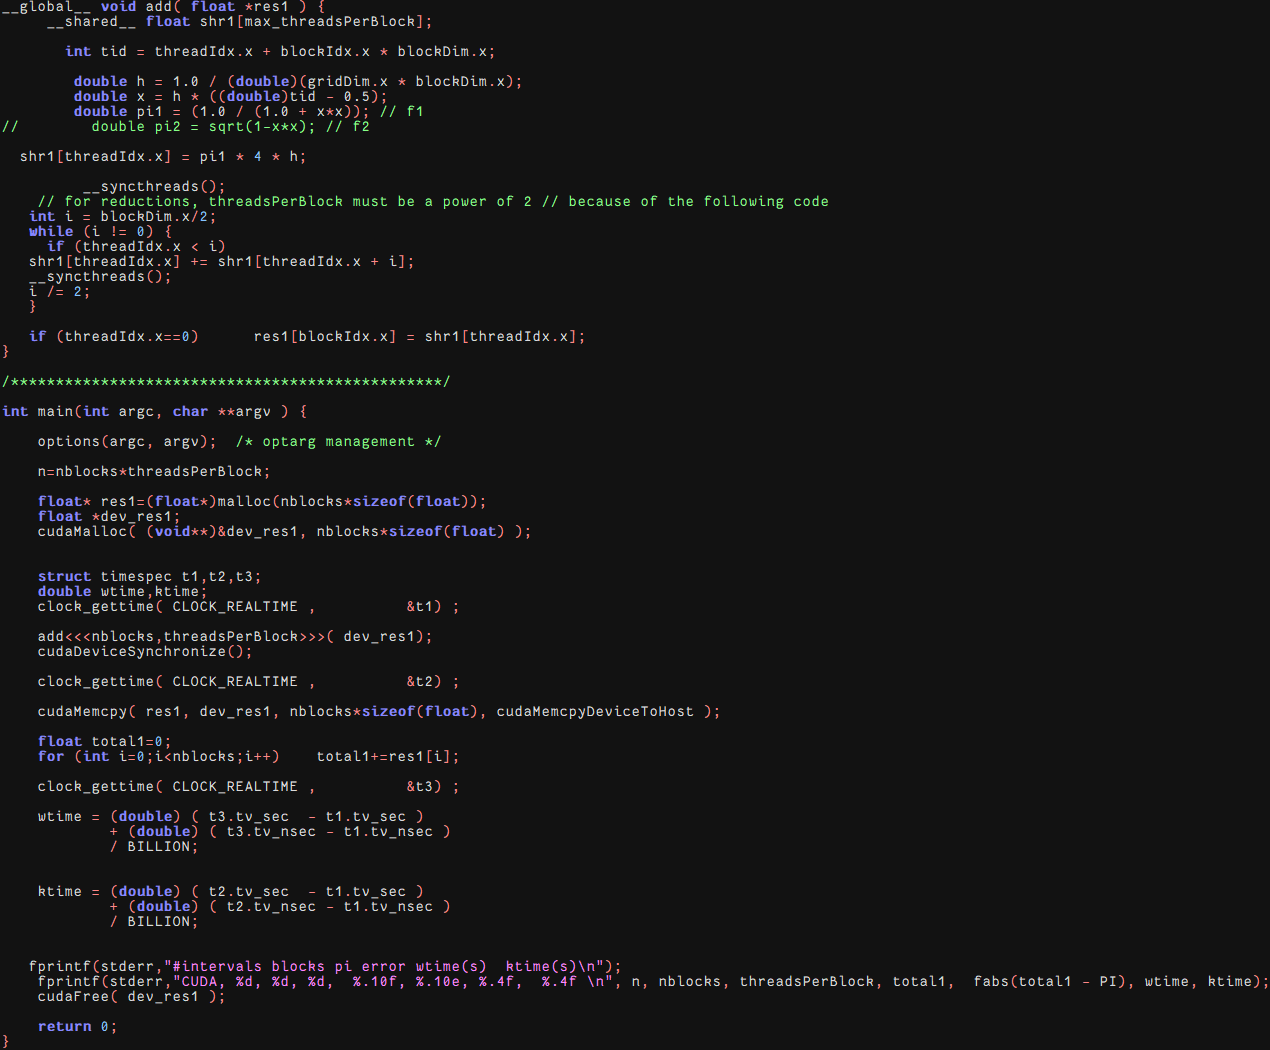 __global__ void add( float *res1 ) {
     __shared__ float shr1[max_threadsPerBlock];
       int tid = threadIdx.x + blockIdx.x * blockDim.x;
        double h = 1.0 / (double)(gridDim.x * blockDim.x);
        double x = h * ((double)tid - 0.5);
        double pi1 = (1.0 / (1.0 + x*x)); // f1
//        double pi2 = sqrt(1-x*x); // f2
  shr1[threadIdx.x] = pi1 * 4 * h;
         __syncthreads();
    // for reductions, threadsPerBlock must be a power of 2 // because of the following code
   int i = blockDim.x/2;
   while (i != 0) {
     if (threadIdx.x < i)
   shr1[threadIdx.x] += shr1[threadIdx.x + i];
   __syncthreads();
   i /= 2;
   }
   if (threadIdx.x==0)      res1[blockIdx.x] = shr1[threadIdx.x];
}
/************************************************/
int main(int argc, char **argv ) {
    options(argc, argv);  /* optarg management */
    n=nblocks*threadsPerBlock;
    float* res1=(float*)malloc(nblocks*sizeof(float));
    float *dev_res1;
    cudaMalloc( (void**)&dev_res1, nblocks*sizeof(float) );
    struct timespec t1,t2,t3;
    double wtime,ktime;
    clock_gettime( CLOCK_REALTIME ,          &t1) ;
    add<<<nblocks,threadsPerBlock>>>( dev_res1);
    cudaDeviceSynchronize();
    clock_gettime( CLOCK_REALTIME ,          &t2) ;
    cudaMemcpy( res1, dev_res1, nblocks*sizeof(float), cudaMemcpyDeviceToHost );
    float total1=0;
    for (int i=0;i<nblocks;i++)    total1+=res1[i];
    clock_gettime( CLOCK_REALTIME ,          &t3) ;
    wtime = (double) ( t3.tv_sec  - t1.tv_sec )
            + (double) ( t3.tv_nsec - t1.tv_nsec )
            / BILLION;
    ktime = (double) ( t2.tv_sec  - t1.tv_sec )
            + (double) ( t2.tv_nsec - t1.tv_nsec )
            / BILLION;
   fprintf(stderr,"#intervals blocks pi error wtime(s)  ktime(s)\n");
    fprintf(stderr,"CUDA, %d, %d, %d,  %.10f, %.10e, %.4f,  %.4f \n", n, nblocks, threadsPerBlock, total1,  fabs(total1 - PI), wtime, ktime);
    cudaFree( dev_res1 );
    return 0;
}